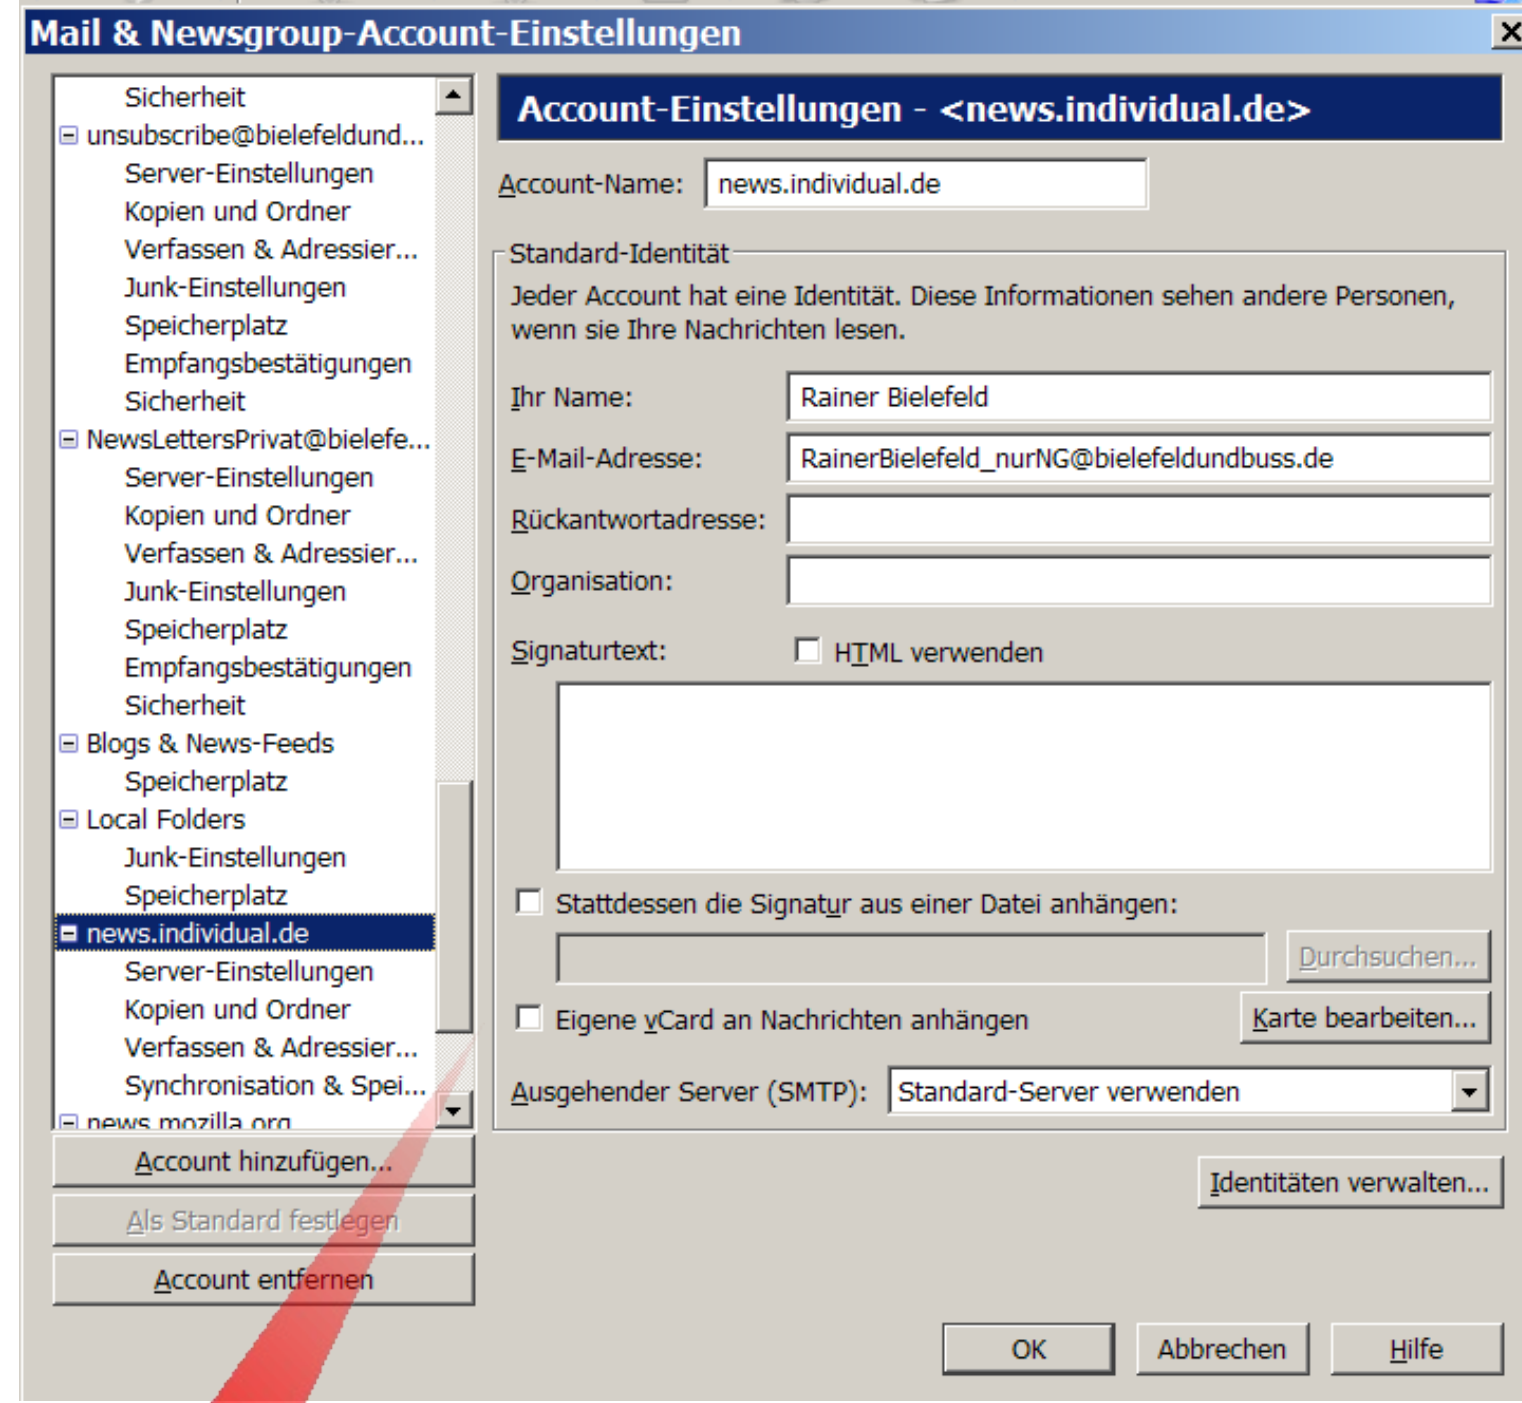 Mail & Newsgroup-Account-Einstellungen
Sicherheit
unsubscribe@bielefeldund...
Server-Einstellungen
Kopien und Ordner
Verfassen & Adressier...
Junk-Einstellungen
Speicherplatz
Empfangsbestätigungen
Sicherheit
NewsLettersPrivat@bielefe...
Server-Einstellungen
Kopien und Ordner
Verfassen & Adressier...
Junk-Einstellungen
Speicherplatz
Empfangsbestätigungen
Sicherheit
Blogs & News-Feeds
Speicherplatz
Local Folders
Junk-Einstellungen
Speicherplatz
news.individual.de
Server-Einstellungen
Kopien und Ordner
Verfassen & Adressier...
Synchronisation & Spei...
news.mozilla.org
Account hinzufügen...
Als Standard festlegen
Account entfernen
Account-Einstellungen - <news.individual.de>
Account-Name: news.individual.de
Standard-Identität
Jeder Account hat eine Identität. Diese Informationen sehen andere Personen,
wenn sie Ihre Nachrichten lesen.
Ihr Name: Rainer Bielefeld
E-Mail-Adresse: RainerBielefeld_nurNG@bielefeldundbuss.de
Rückantwortadresse:
Organisation:
Signaturtext: HTML verwenden
Stattdessen die Signatur aus einer Datei anhängen:
Durchsuchen...
Eigene vCard an Nachrichten anhängen Karte bearbeiten...
Ausgehender Server (SMTP): Standard-Server verwenden
Identitäten verwalten...
OK Abbrechen Hilfe